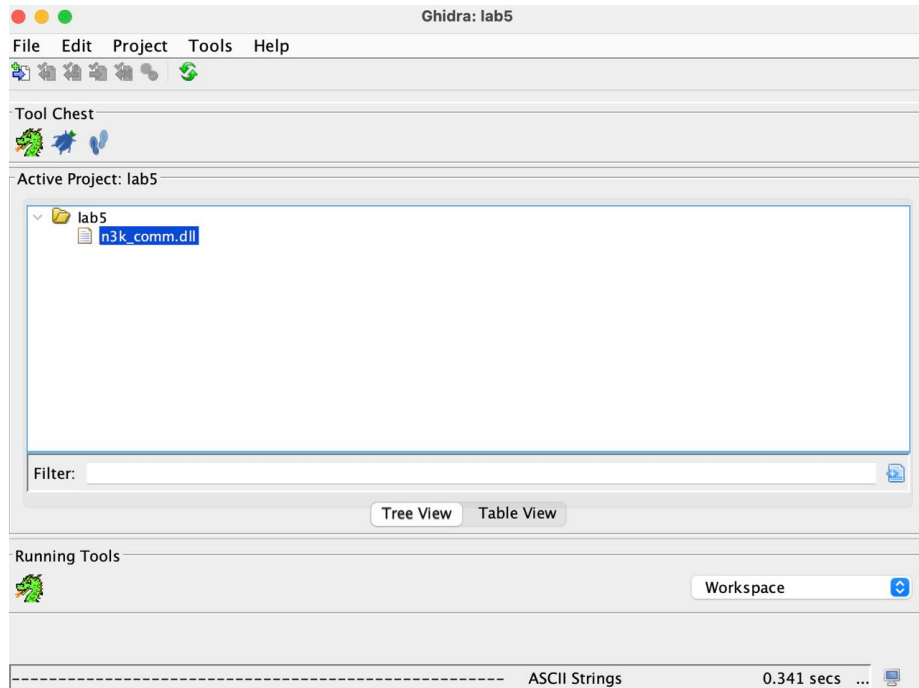 Ghidra: lab5
File Edit Project Tools Help
Tool Chest
Active Project: lab5
lab5
n3k_comm.dll
Filter:
Tree View Table View
Running Tools
Workspace
---------------------------------------------------- ASCII Strings 0.341 secs ...